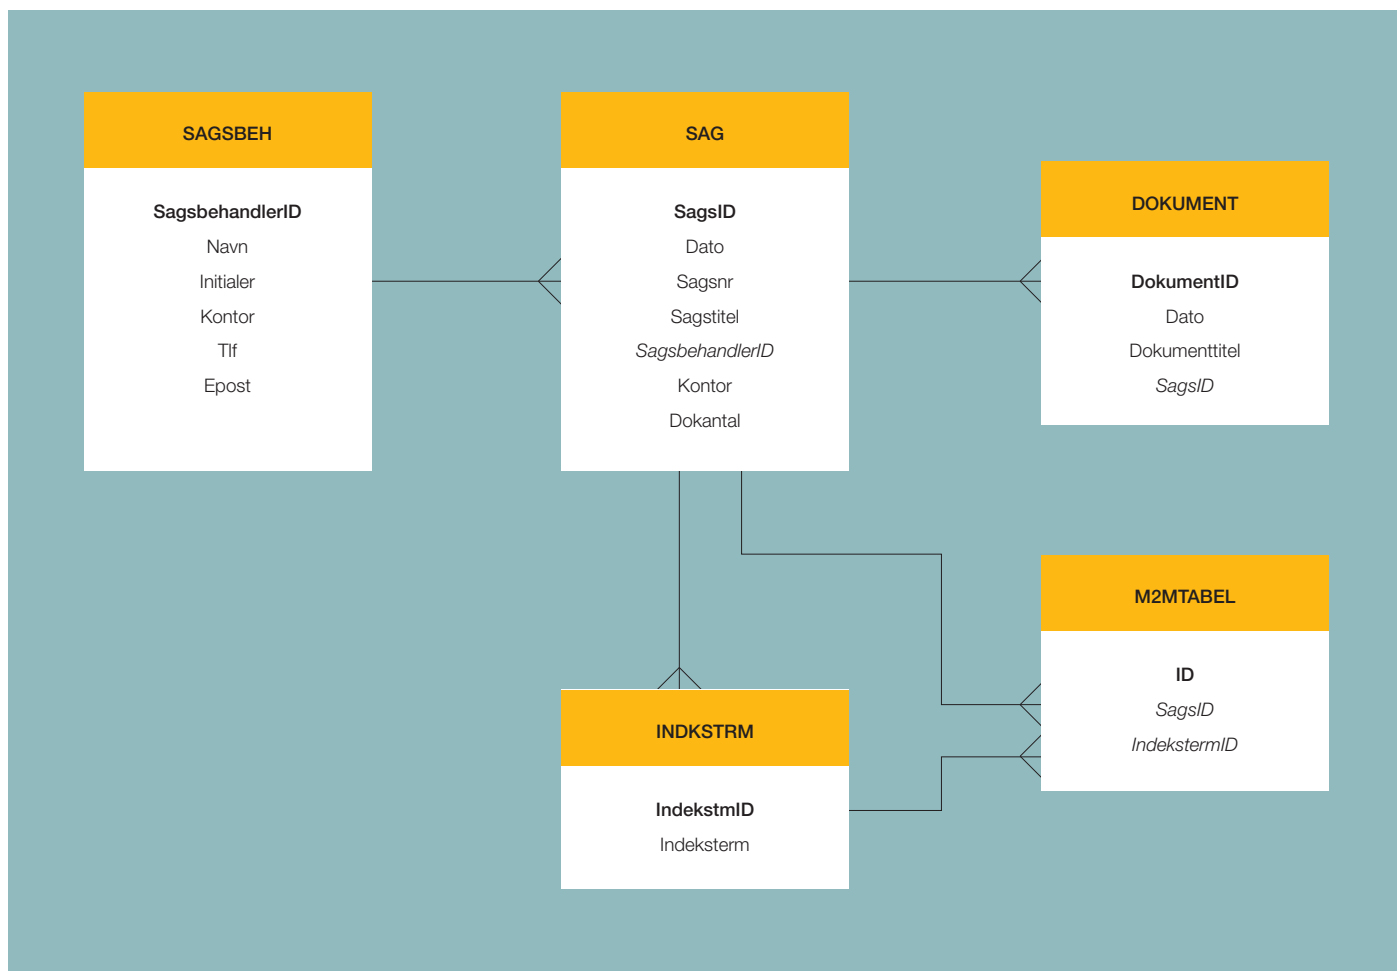 SAGSBEH
SagsbehandlerID
Navn
Initialer
Kontor
Tlf
Epost
SAG
SagsID
Dato
Sagsnr
Sagstitel
SagsbehandlerID
Kontor
Dokantal
DOKUMENT
DokumentID
Dato
Dokumenttitel
SagsID
INDKSTRM
IndekstmID
Indeksterm
M2MTABEL
ID
SagsID
IndekstermID